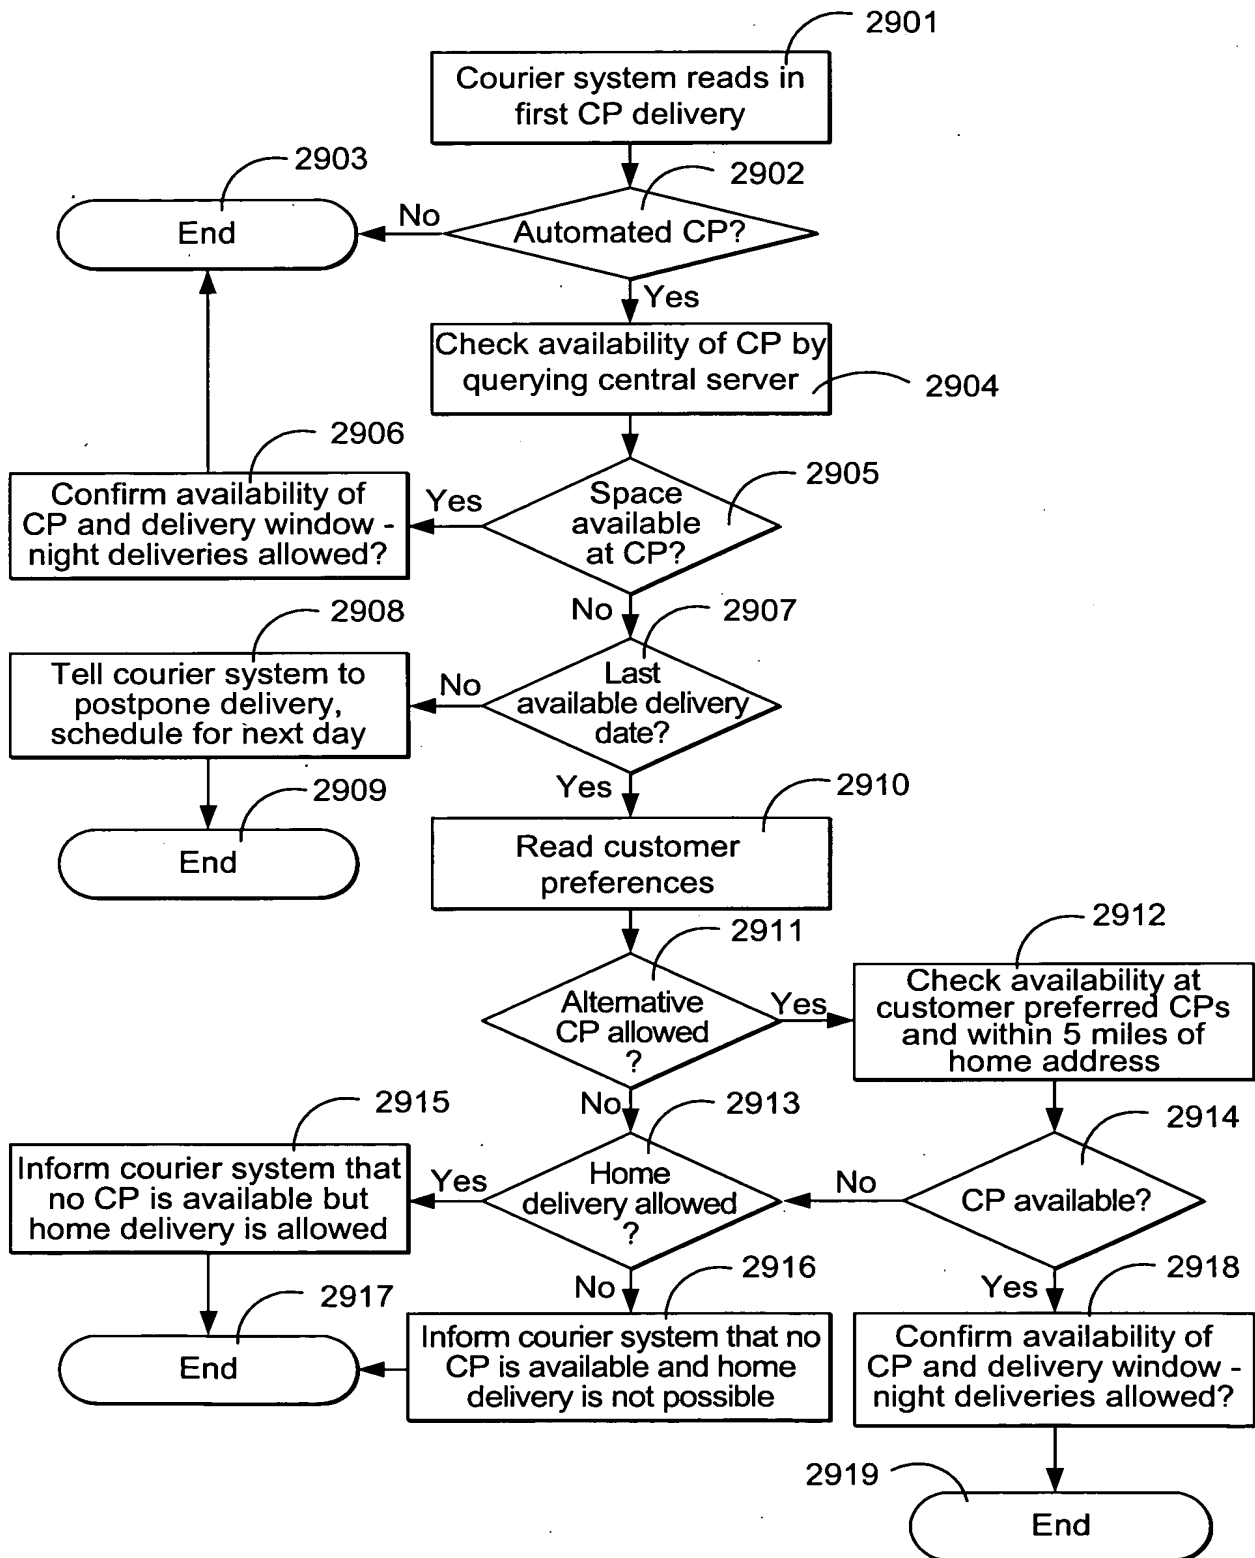 2901
Courier system reads in
first CP delivery
2903
2902
End
No
Automated CP?
Yes
Check availability of CP by
querying central server
2904
2906
2905
Confirm availability of
CP and delivery window -
night deliveries allowed?
Yes
Space
available
at CP?
No
2908
2907
Tell courier system to
postpone delivery,
schedule for next day
No
Last
available delivery
date?
Yes
2909
2910
End
Read customer
preferences
2911
2912
Alternative
CP allowed
?
Yes
Check availability at
customer preferred CPs
and within 5 miles of
home address
No
2915
2913
2914
Inform courier system that
no CP is available but
home delivery is allowed
Yes
Home
delivery allowed
?
No
CP available?
No
2916
Yes
2918
2917
End
Inform courier system that no
CP is available and home
delivery is not possible
Confirm availability of
CP and delivery window -
night deliveries allowed?
2919
End